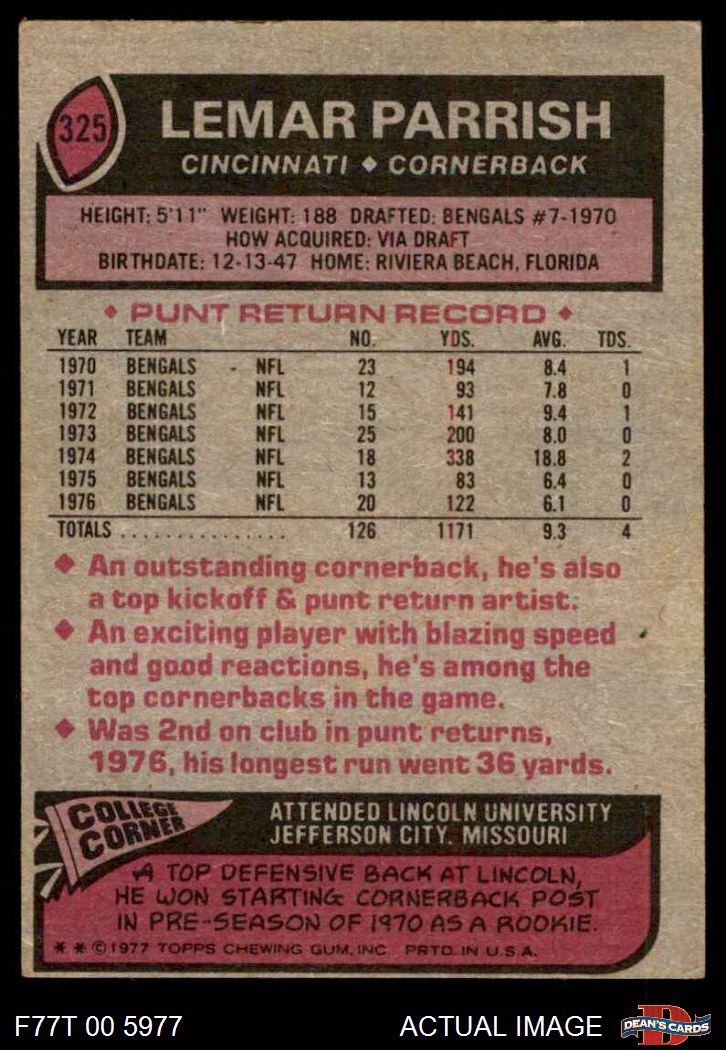 325
LEMAR PARRISH
CINCINNATI ◆ CORNERBACK
HEIGHT: 5'11" WEIGHT: 188 DRAFTED: BENGALS #7-1970
HOW ACQUIRED: VIA DRAFT
BIRTHDATE: 12-13-47 HOME: RIVIERA BEACH, FLORIDA
◆ PUNT RETURN RECORD ◆
YEAR TEAM NO. YDS. AVG. TDS.
1970 BENGALS - NFL 23 194 8.4 1
1971 BENGALS NFL 12 93 7.8 0
1972 BENGALS NFL 15 141 9.4 1
1973 BENGALS NFL 25 200 8.0 0
1974 BENGALS NFL 18 338 18.8 2
1975 BENGALS NFL 13 83 6.4 0
1976 BENGALS NFL 20 122 6.1 0
TOTALS ............... 126 1171 9.3 4
◆ An outstanding cornerback, he's also
a top kickoff & punt return artist.
◆ An exciting player with blazing speed
and good reactions, he's among the
top cornerbacks in the game.
◆ Was 2nd on club in punt returns,
1976, his longest run went 36 yards.
COLLEGE
CORNER
ATTENDED LINCOLN UNIVERSITY
JEFFERSON CITY, MISSOURI
A TOP DEFENSIVE BACK AT LINCOLN,
HE WON STARTING CORNERBACK POST
IN PRE-SEASON OF 1970 AS A ROOKIE.
* * © 1977 TOPPS CHEWING GUM, INC. PRTD. IN U.S.A.
F77T 00 5977 ACTUAL IMAGE
D
DEAN'S CARDS